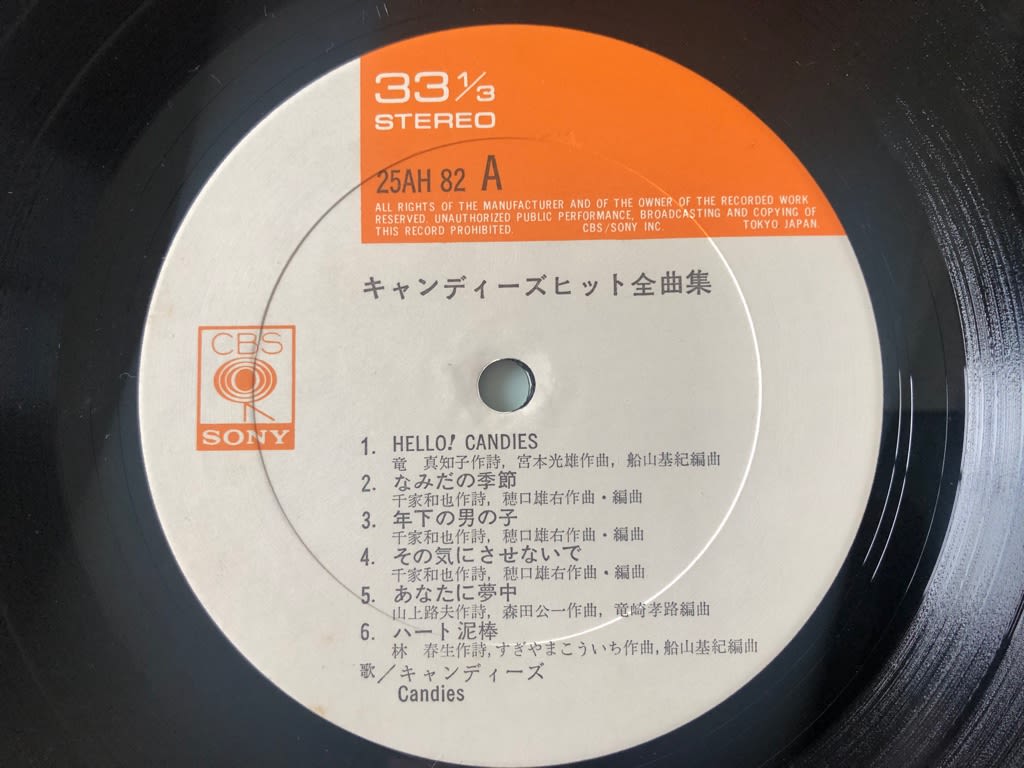 33 1/3
STEREO
25AH 82 A
ALL RIGHTS OF THE MANUFACTURER AND OF THE OWNER OF THE RECORDED WORK
RESERVED. UNAUTHORIZED PUBLIC PERFORMANCE, BROADCASTING AND COPYING OF
THIS RECORD PROHIBITED. CBS/SONY INC. TOKYO JAPAN.
キャンディーズヒット全曲集
CBS
SONY
1. HELLO! CANDIES
竜 真知子作詩, 宮本光雄作曲, 船山基紀編曲
2. なみだの季節
千家和也作詩, 穂口雄右作曲・編曲
3. 年下の男の子
千家和也作詩, 穂口雄右作曲・編曲
4. その気にさせないで
千家和也作詩, 穂口雄右作曲・編曲
5. あなたに夢中
山上路夫作詩, 森田公一作曲, 竜崎孝路編曲
6. ハート泥棒
林 春生作詩, すぎやまこういち作曲, 船山基紀編曲
歌/キャンディーズ
Candies